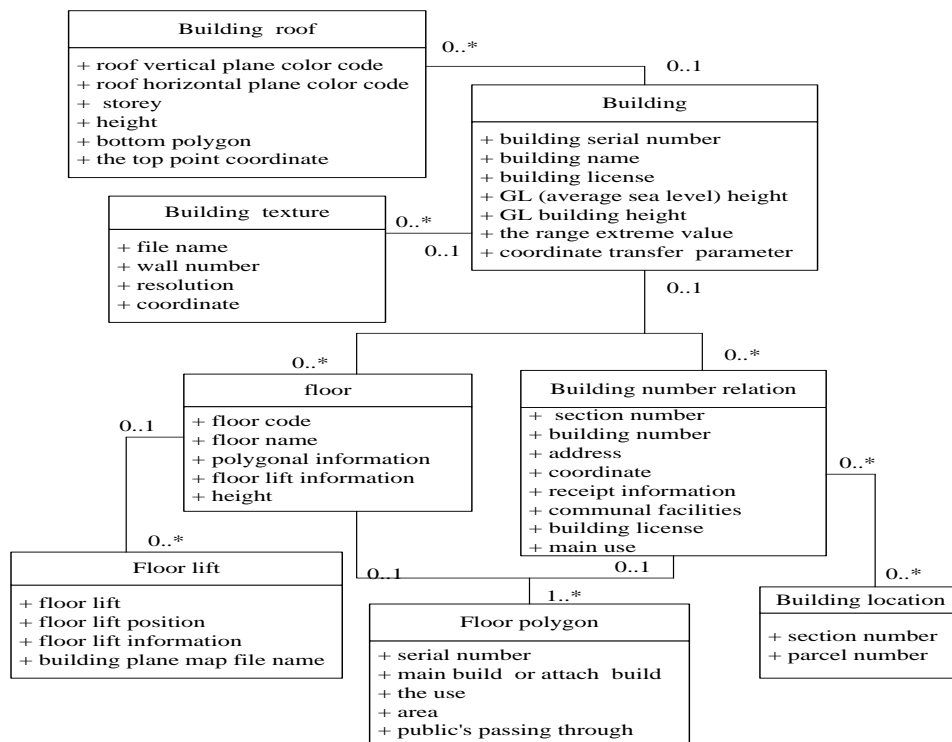 Building roof
+ roof vertical plane color code
+ roof horizontal plane color code
+ storey
+ height
+ bottom polygon
+ the top point coordinate
0..*
0..1
Building
+ building serial number
+ building name
+ building license
+ GL (average sea level) height
+ GL building height
+ the range extreme value
+ coordinate transfer parameter
Building texture
+ file name
+ wall number
+ resolution
+ coordinate
0..*
0..1
0..1
0..*
0..*
floor
+ floor code
+ floor name
+ polygonal information
+ floor lift information
+ height
Building number relation
+ section number
+ building number
+ address
+ coordinate
+ receipt information
+ communal facilities
+ building license
+ main use
0..1
0..*
0..*
0..*
0..1
0..1
1..*
Floor lift
+ floor lift
+ floor lift position
+ floor lift information
+ building plane map file name
Floor polygon
+ serial number
+ main build or attach build
+ the use
+ area
+ public's passing through
Building location
+ section number
+ parcel number